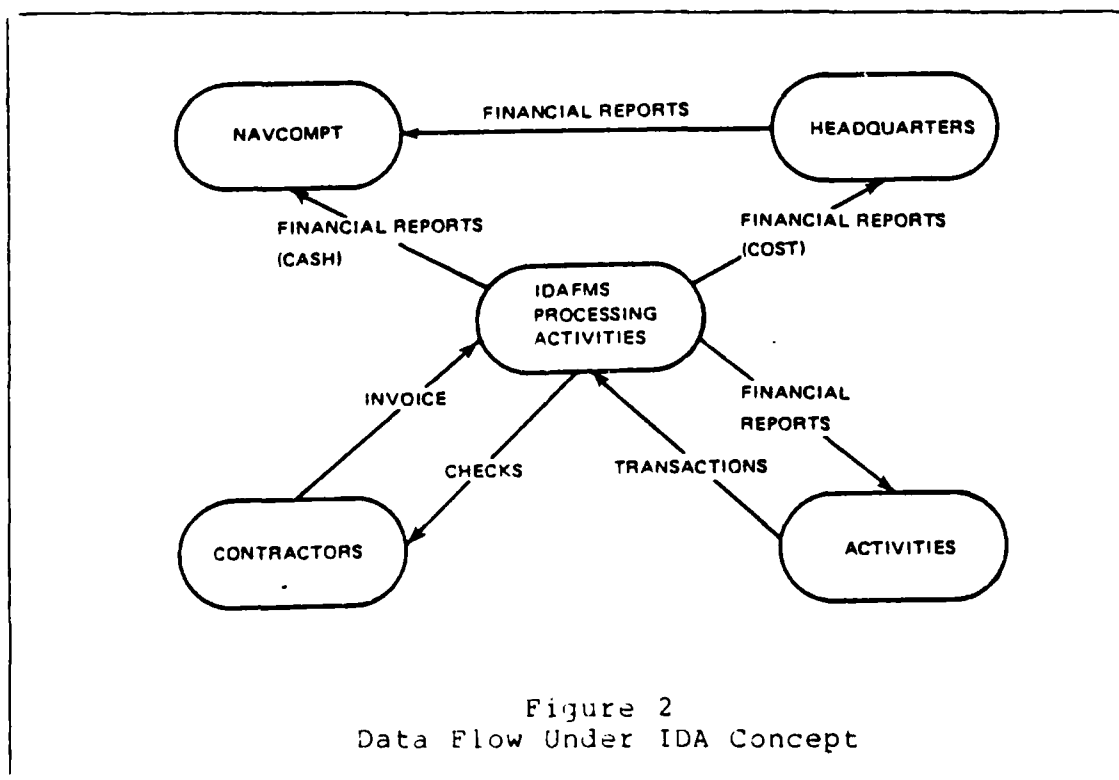 FINANCIAL REPORTS
NAVCOMPT
HEADQUARTERS
FINANCIAL REPORTS
(CASH)
FINANCIAL REPORTS
(COST)
IDAFMS
PROCESSING
ACTIVITIES
INVOICE
FINANCIAL
REPORTS
CHECKS
TRANSACTIONS
CONTRACTORS
ACTIVITIES
Figure 2
Data Flow Under IDA Concept